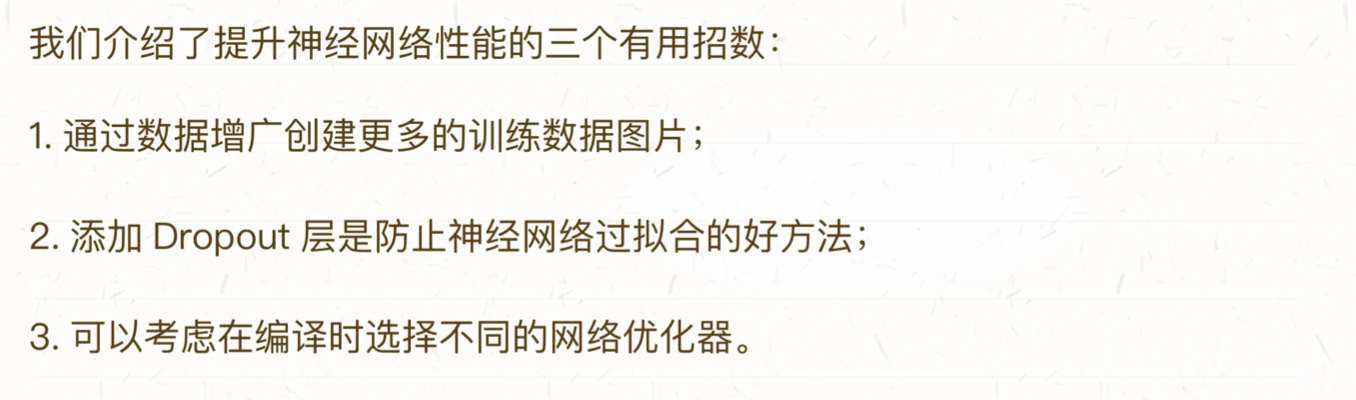 我们介绍了提升神经网络性能的三个有用招数：
1. 通过数据增广创建更多的训练数据图片；
2. 添加 Dropout 层是防止神经网络过拟合的好方法；
3. 可以考虑在编译时选择不同的网络优化器。